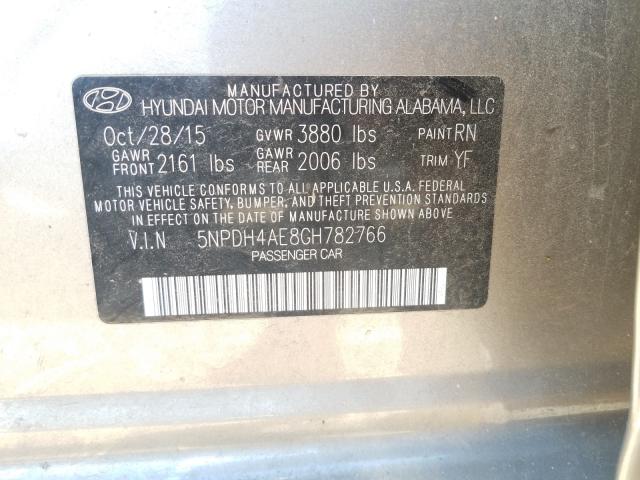 MANUFACTURED BY
HYUNDAI MOTOR MANUFACTURING ALABAMA, LLC
Oct/28/15 GVWR 3880 lbs PAINT RN
GAWR FRONT 2161 lbs GAWR REAR 2006 lbs TRIM YF
THIS VEHICLE CONFORMS TO ALL APPLICABLE U.S.A. FEDERAL
MOTOR VEHICLE SAFETY, BUMPER, AND THEFT PREVENTION STANDARDS
IN EFFECT ON THE DATE OF MANUFACTURE SHOWN ABOVE
V.I.N 5NPDH4AE8GH782766
PASSENGER CAR